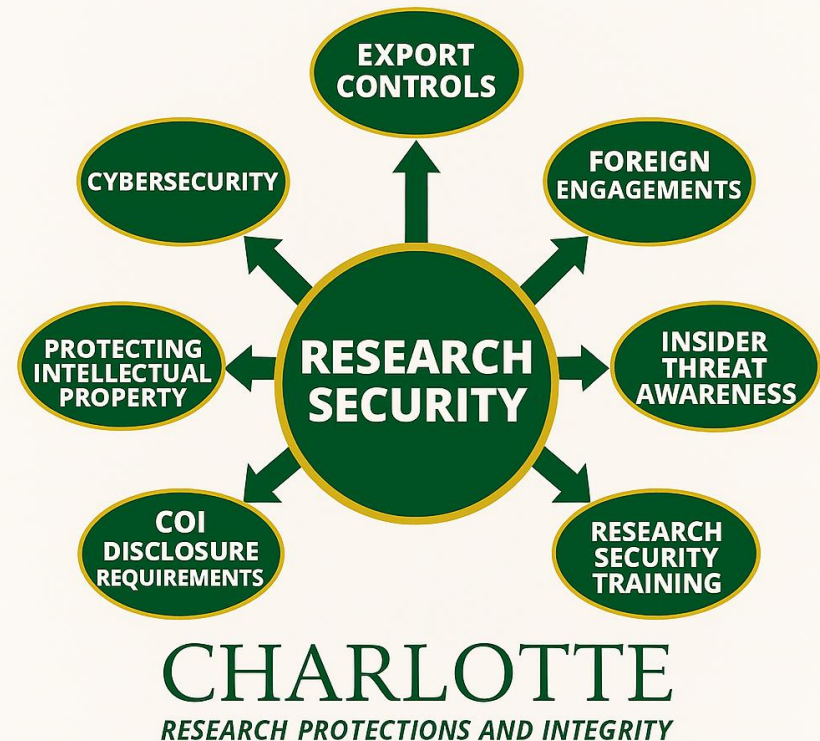 EXPORT
CONTROLS
CYBERSECURITY
FOREIGN
ENGAGEMENTS
PROTECTING
INTELLECTUAL
PROPERTY
RESEARCH
SECURITY
INSIDER
THREAT
AWARENESS
COI
DISCLOSURE
REQUIREMENTS
RESEARCH
SECURITY
TRAINING
CHARLOTTE
RESEARCH PROTECTIONS AND INTEGRITY